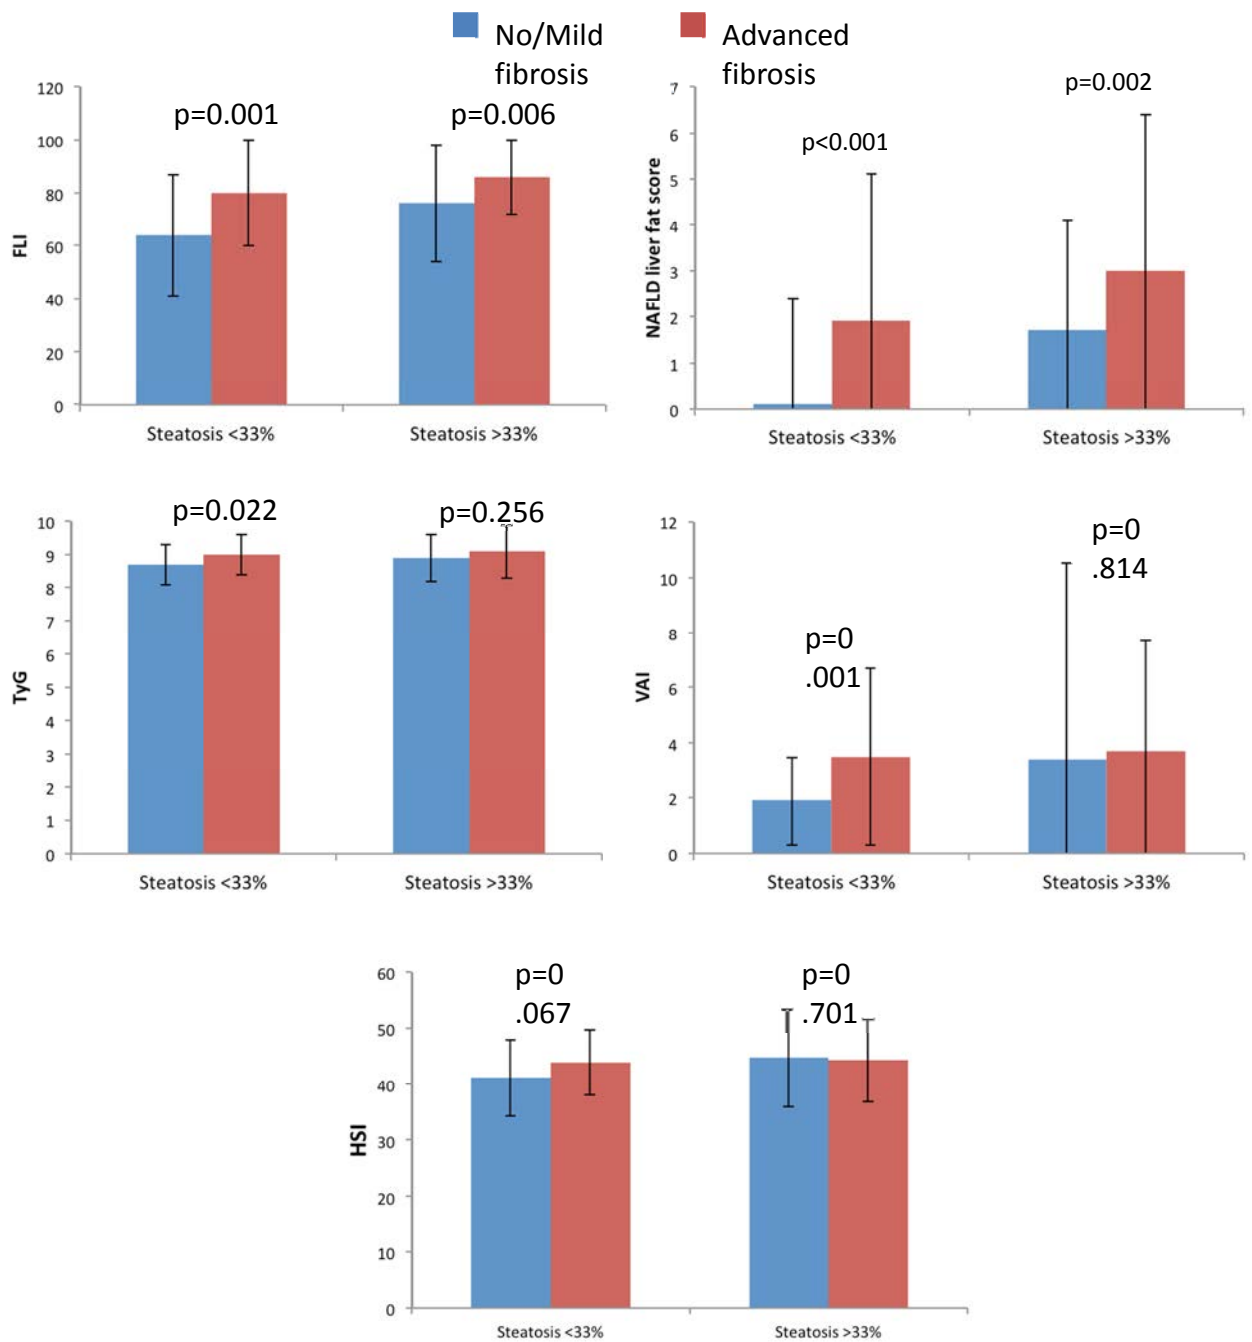 No/Mild
fibrosis
Advanced
fibrosis
FLI
120
100
80
60
40
20
0
p=0.001
p=0.006
Steatosis <33%
Steatosis >33%
NAFLD liver fat score
7
6
5
4
3
2
1
0
p<0.001
p=0.002
Steatosis <33%
Steatosis >33%
TyG
10
9
8
7
6
5
4
3
2
1
0
p=0.022
p=0.256
Steatosis <33%
Steatosis >33%
VAI
12
10
8
6
4
2
0
p=0
.001
p=0
.814
Steatosis <33%
Steatosis >33%
HSI
60
50
40
30
20
10
0
p=0
.067
p=0
.701
Steatosis <33%
Steatosis >33%